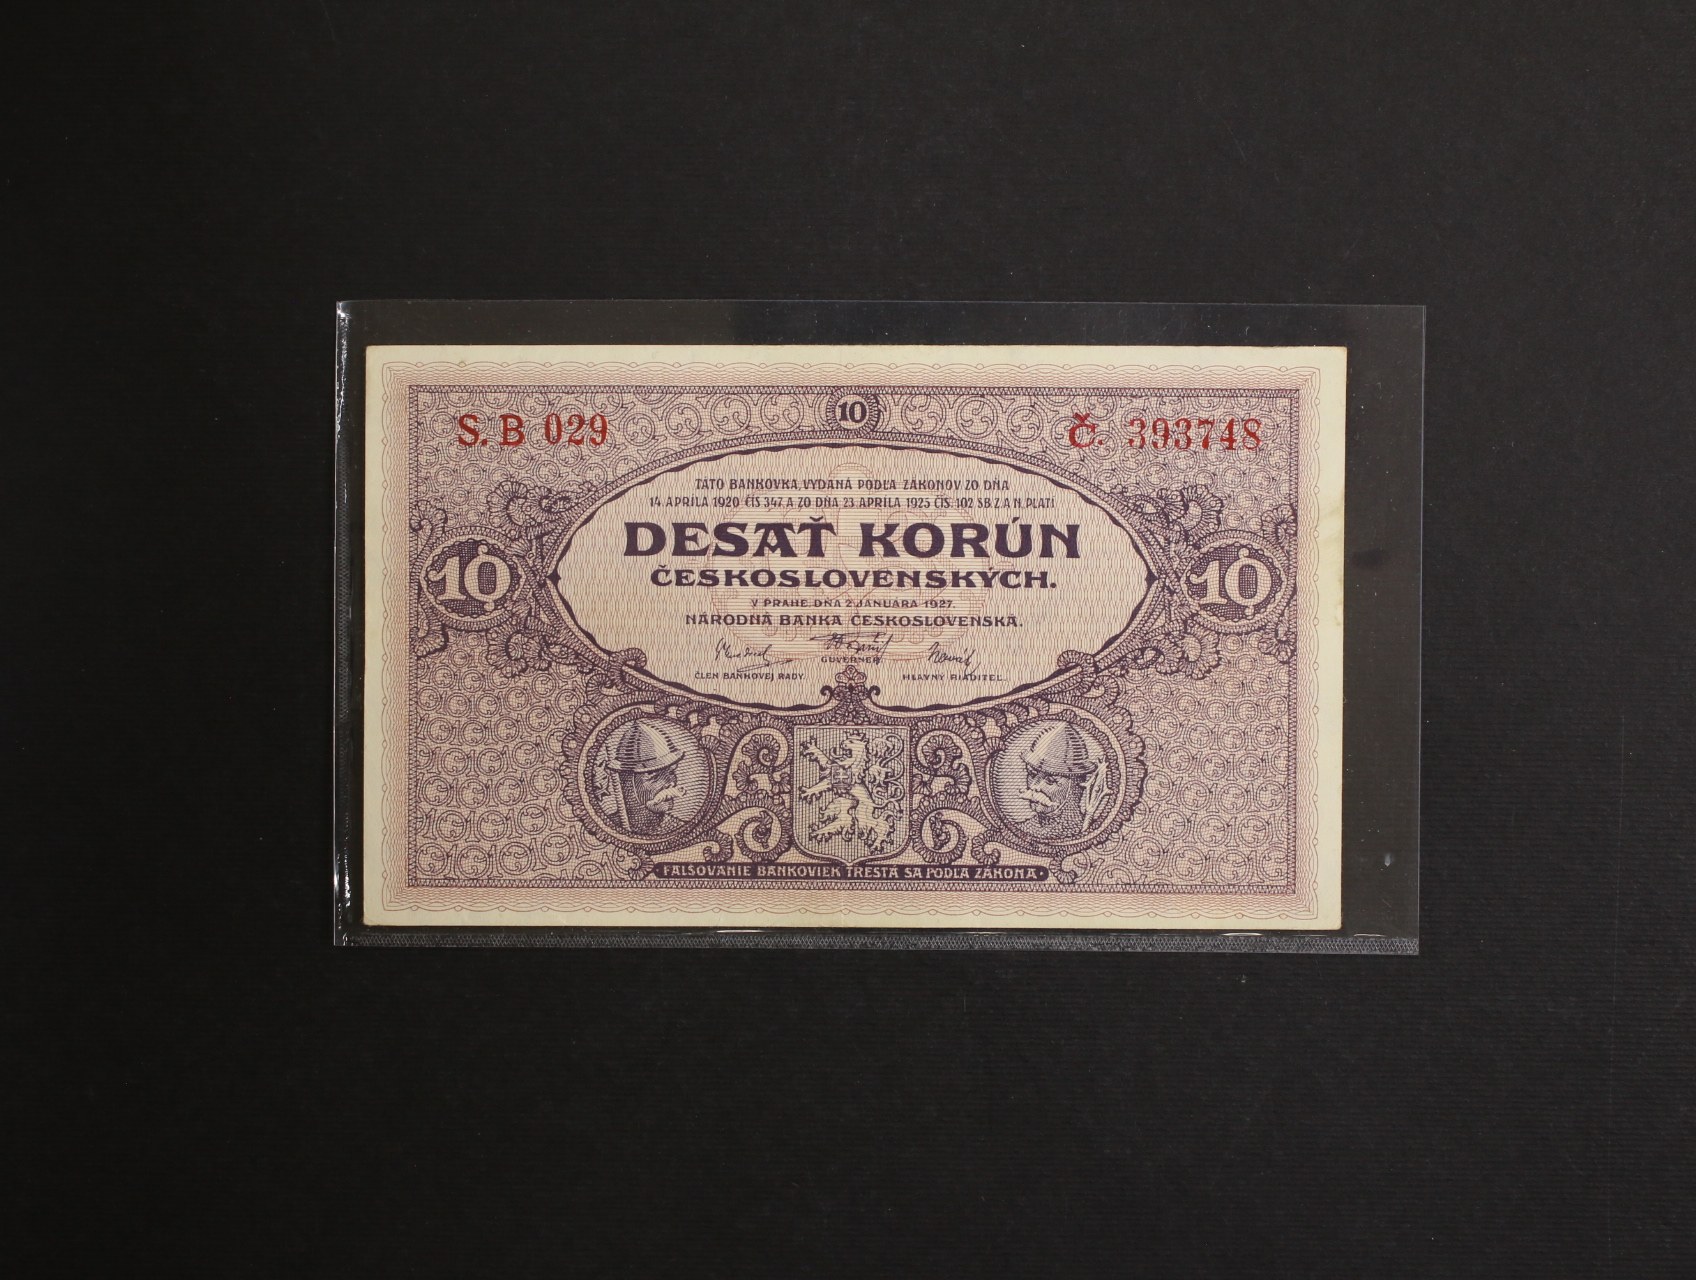 10
S. B 029
Č. 393748
TÁTO BANKOVKA, VYDANÁ PODĽA ZÁKONOV ZO DŇA
14. APRÍLA 1920 ČÍS 347 A ZO DŇA 23 APRÍLA 1925 ČÍS. 102 SB. Z. A N. PLATÍ
DESAŤ KORÚN
ČESKOSLOVENSKÝCH.
10
10
V PRAHE, DŇA 2. JANUÁRA 1927.
NÁRODNÁ BANKA ČESKOSLOVENSKÁ.
GUVERNÉR
ČLEN BANKOVEJ RADY.
HLAVNÝ RIADITEL.
FALŠOVANIE BANKOVIEK TRESTÁ SA PODĽA ZÁKONA